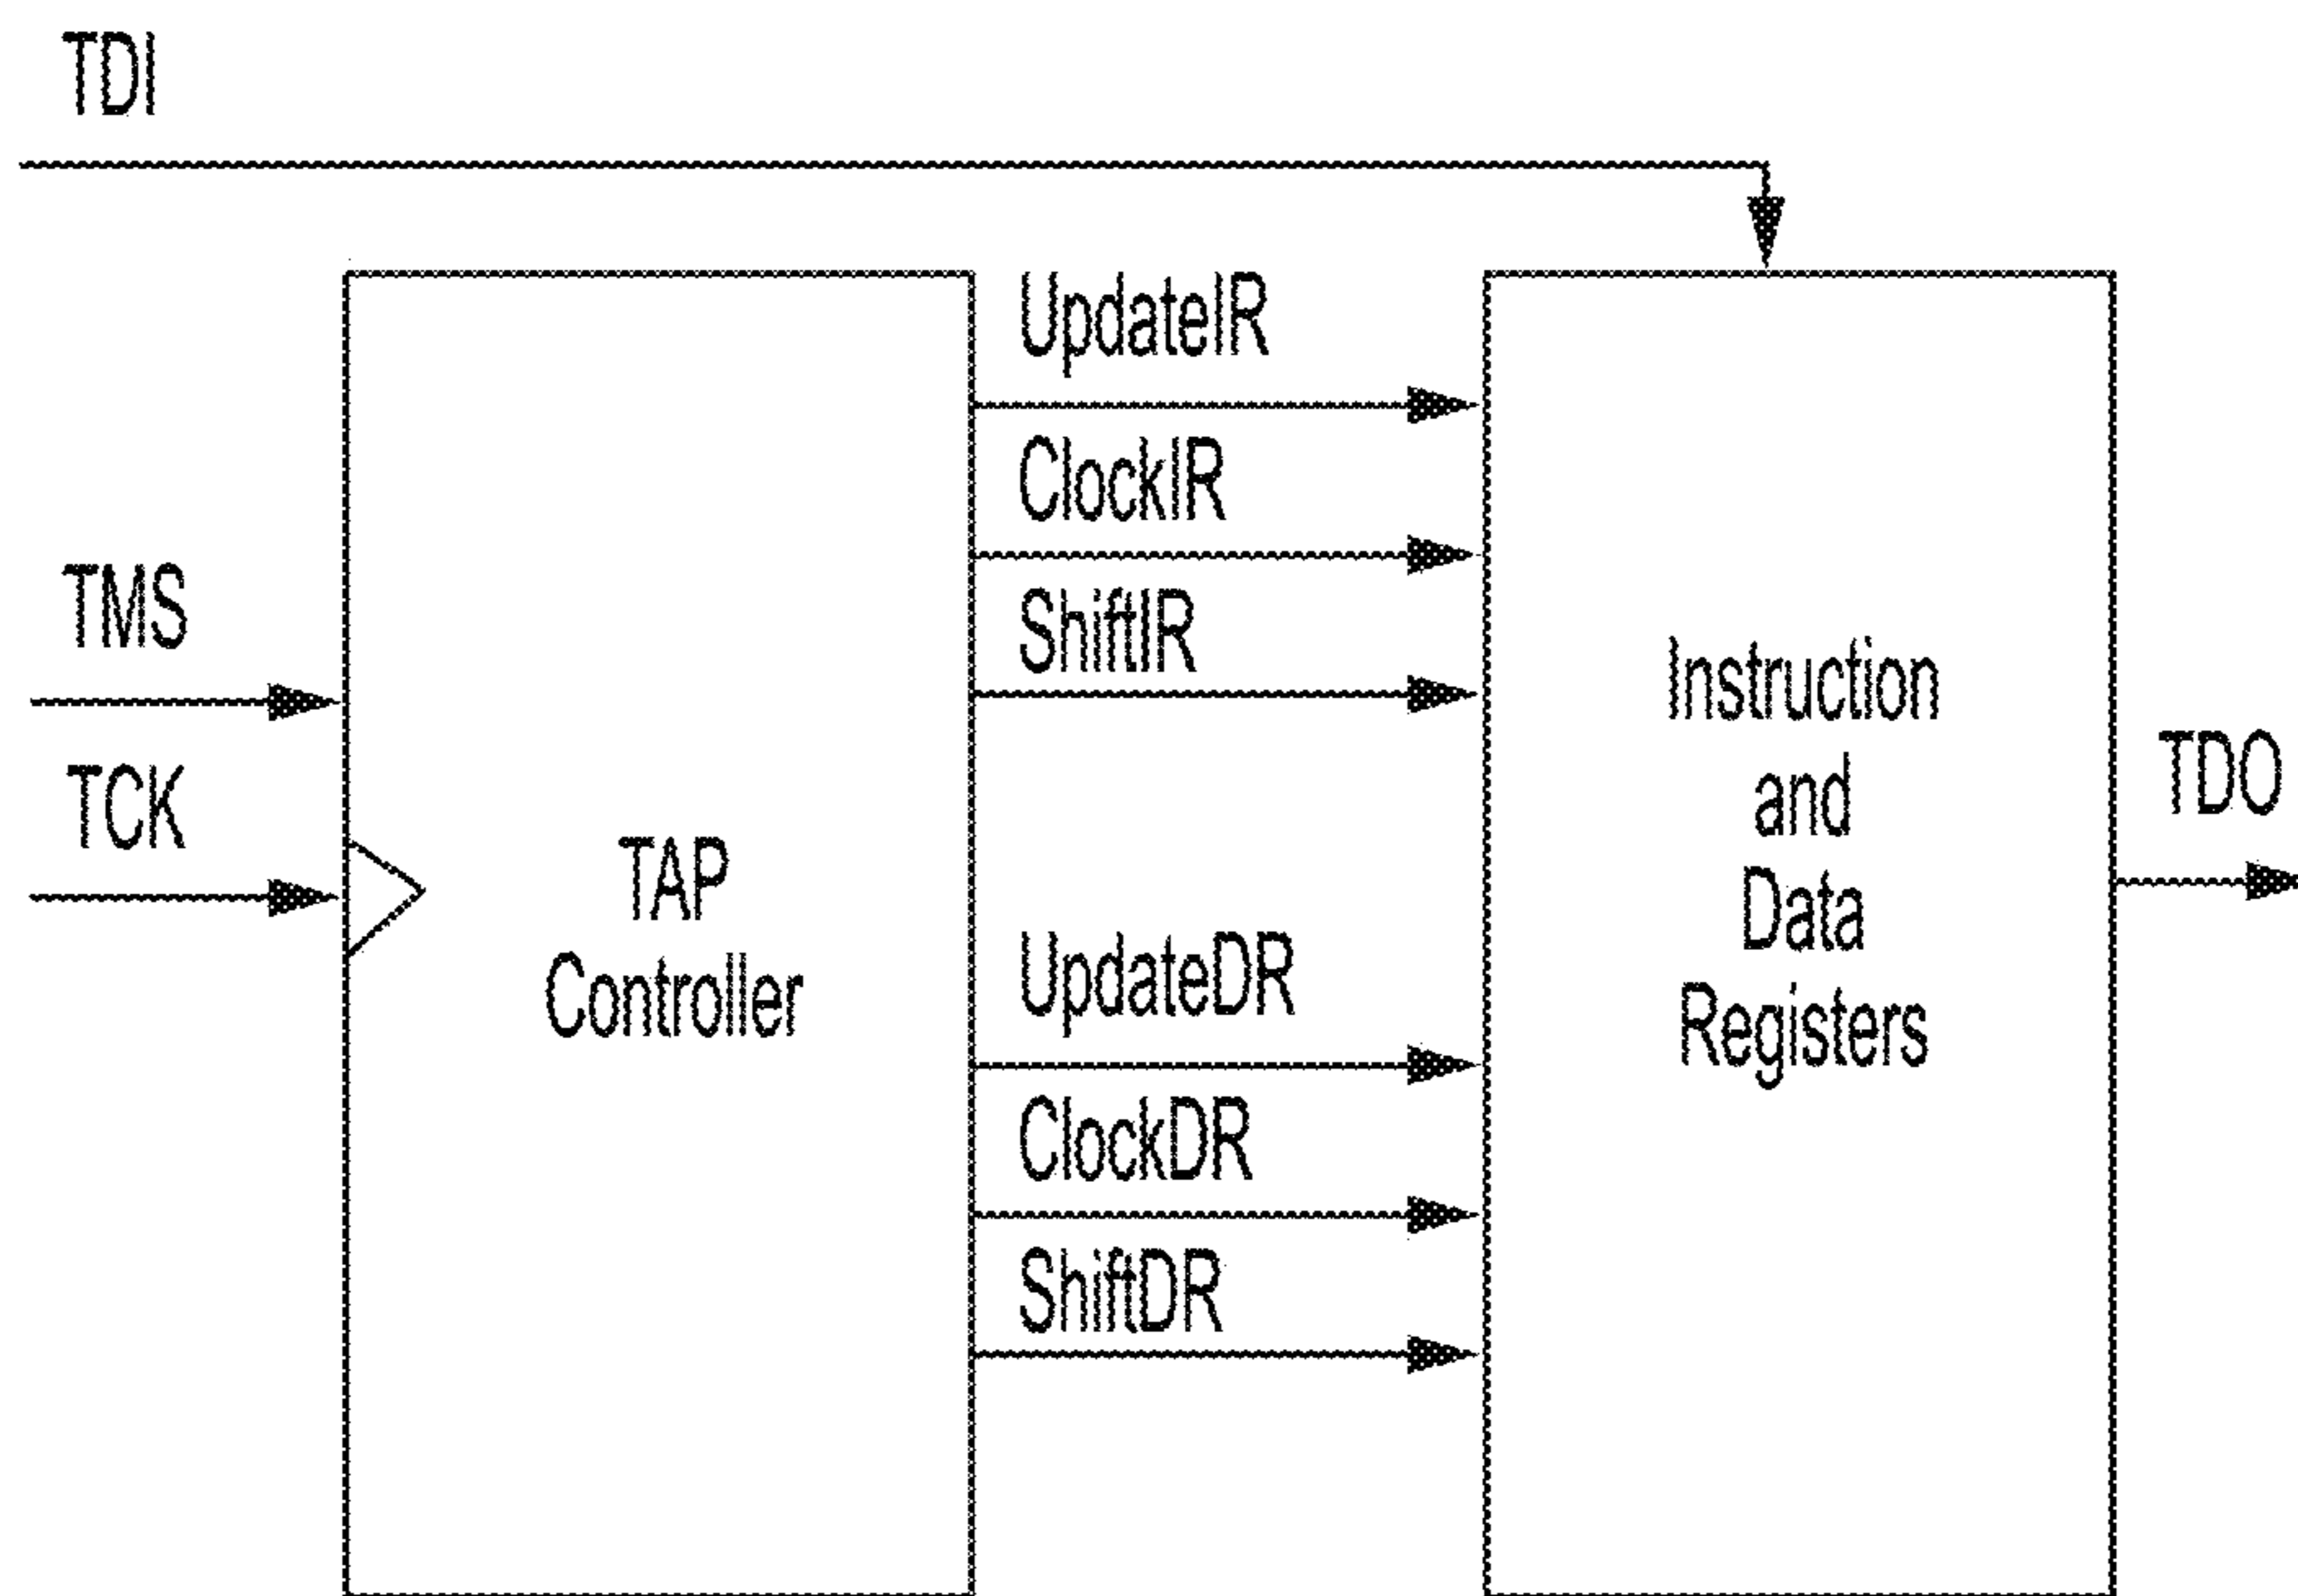 TDI
UpdateIR
ClockIR
ShiftIR
TMS
TCK
TAP
Controller
UpdateDR
ClockDR
ShiftDR
Instruction
and
Data
Registers
TDO